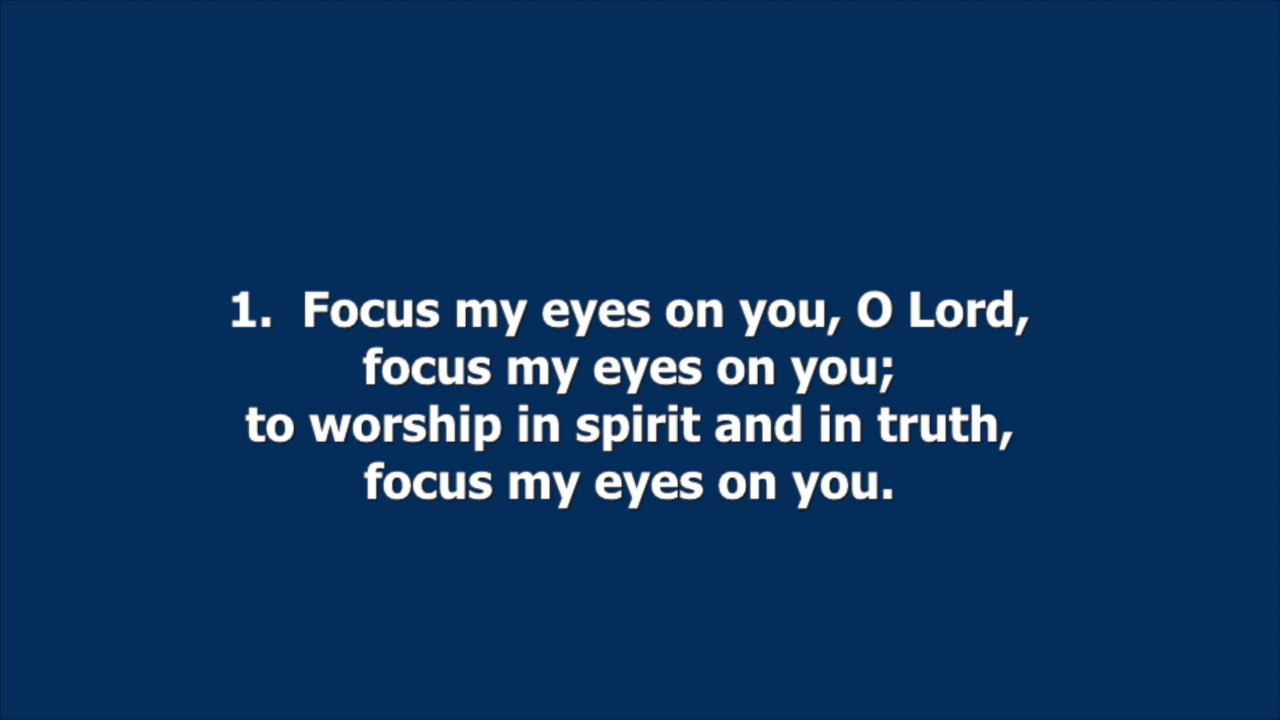 1.  Focus my eyes on you, O Lord,
focus my eyes on you;
to worship in spirit and in truth,
focus my eyes on you.